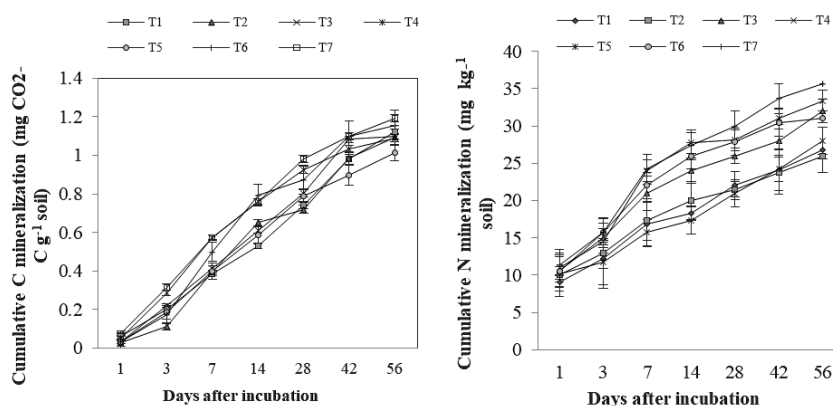 T1 T2 T3 T4
T5 T6 T7
Cumulative C mineralization (mg CO2-
C g-1 soil)
1.4
1.2
1
0.8
0.6
0.4
0.2
0
1 3 7 14 28 42 56
Days after incubation
T1 T2 T3 T4
T5 T6 T7
Cumulative N mineralization (mg kg-1
soil)
40
35
30
25
20
15
10
5
0
1 3 7 14 28 42 56
Days after incubation